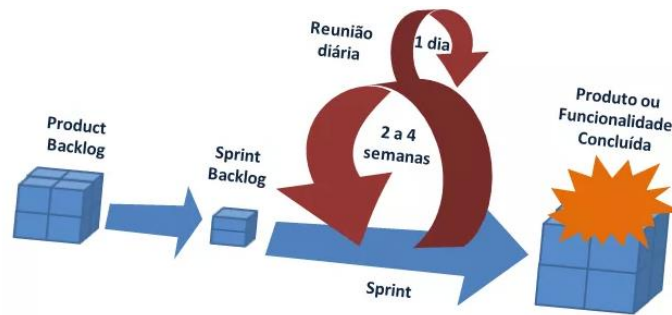 Reunião
diária
1 dia
Produto ou
Funcionalidade
Concluída
Product
Backlog
2 a 4
semanas
Sprint
Backlog
Sprint